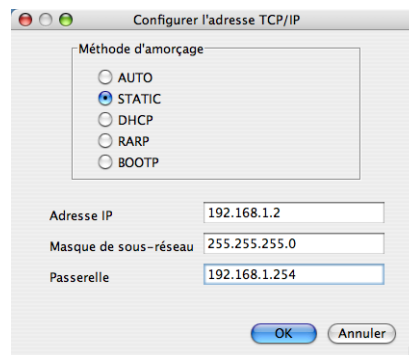 Configurer l'adresse TCP/IP
Méthode d'amorçage
AUTO
STATIC
DHCP
RARP
BOOTP
Adresse IP 192.168.1.2
Masque de sous-réseau 255.255.255.0
Passerelle 192.168.1.254
OK Annuler